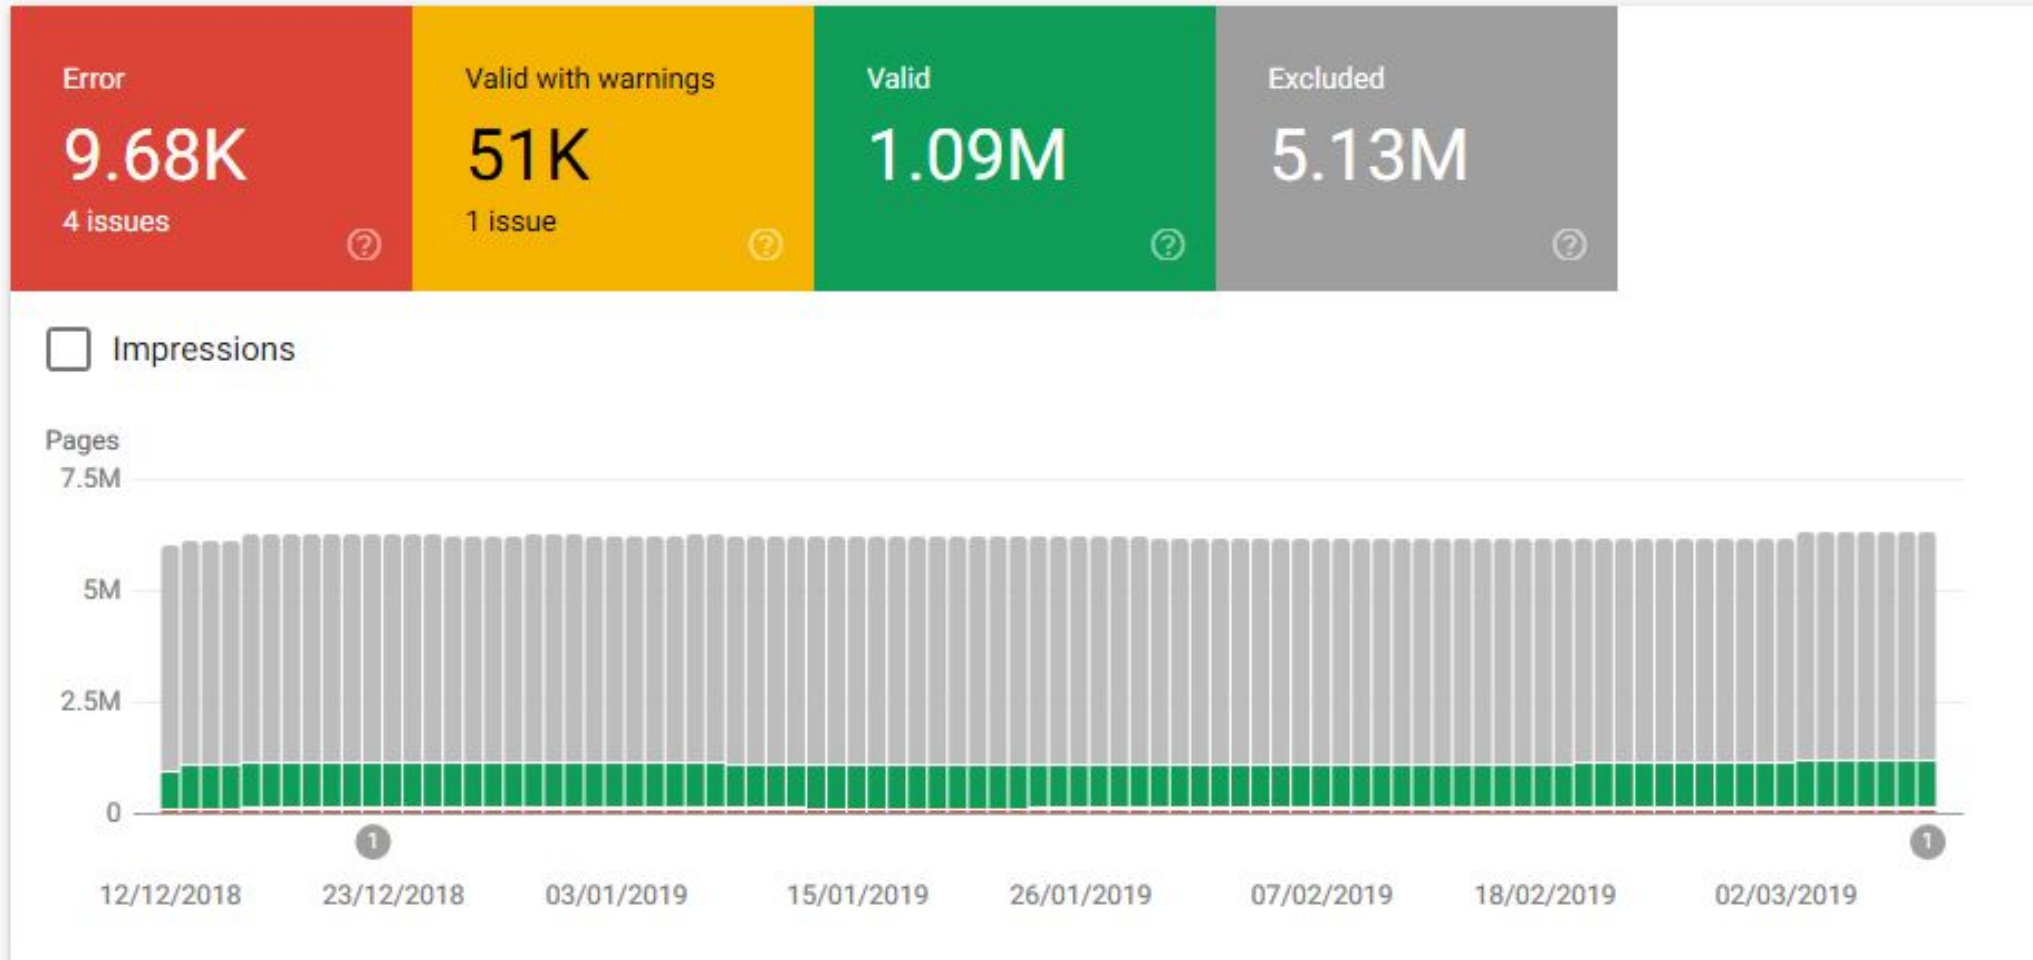 Error
9.68K
4 issues
Valid with warnings
51K
1 issue
Valid
1.09M
Excluded
5.13M
Impressions
Pages
7.5M
5M
2.5M
0
1
1
12/12/2018
23/12/2018
03/01/2019
15/01/2019
26/01/2019
07/02/2019
18/02/2019
02/03/2019